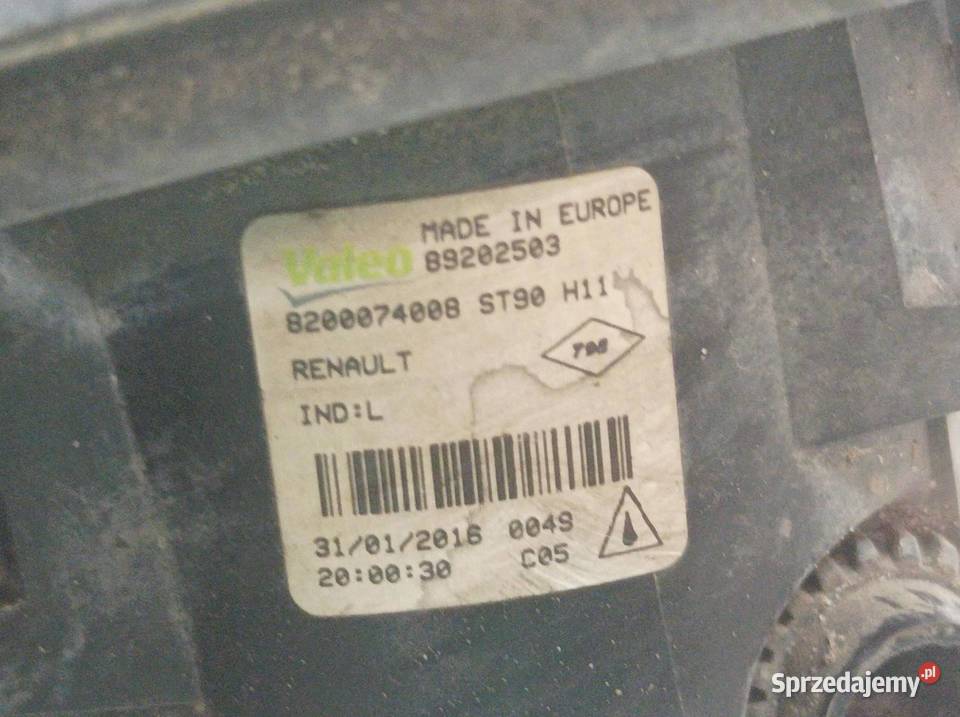 MADE IN EUROPE
Valeo 89202503
8200074008 ST90 H11
RENAULT
IND:L
31/01/2016 0049
20:00:30 C05
Sprzedajemy.pl